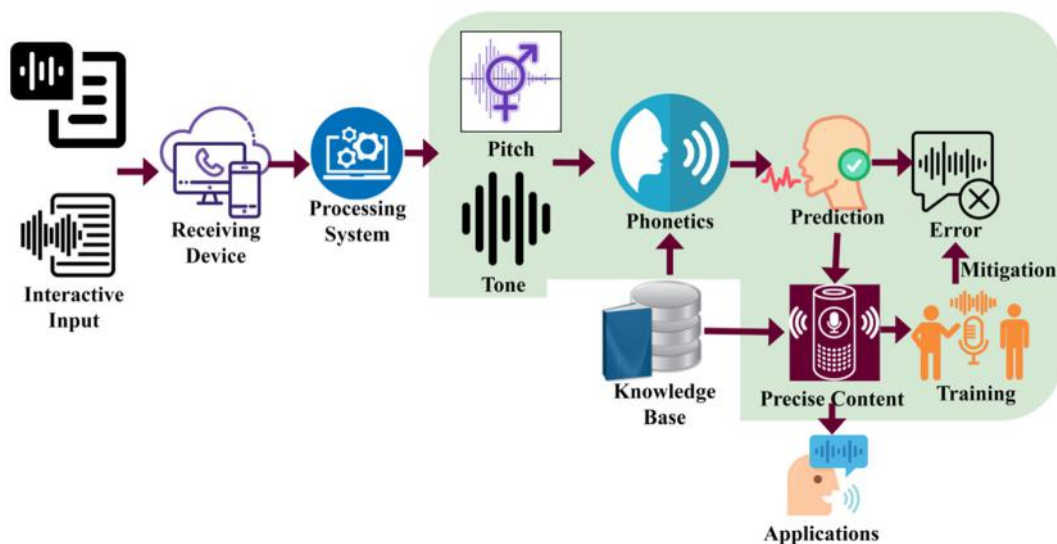 Interactive
Input
Receiving
Device
Processing
System
Pitch
Tone
Phonetics
Prediction
Error
Mitigation
Knowledge
Base
Precise Content
Training
Applications